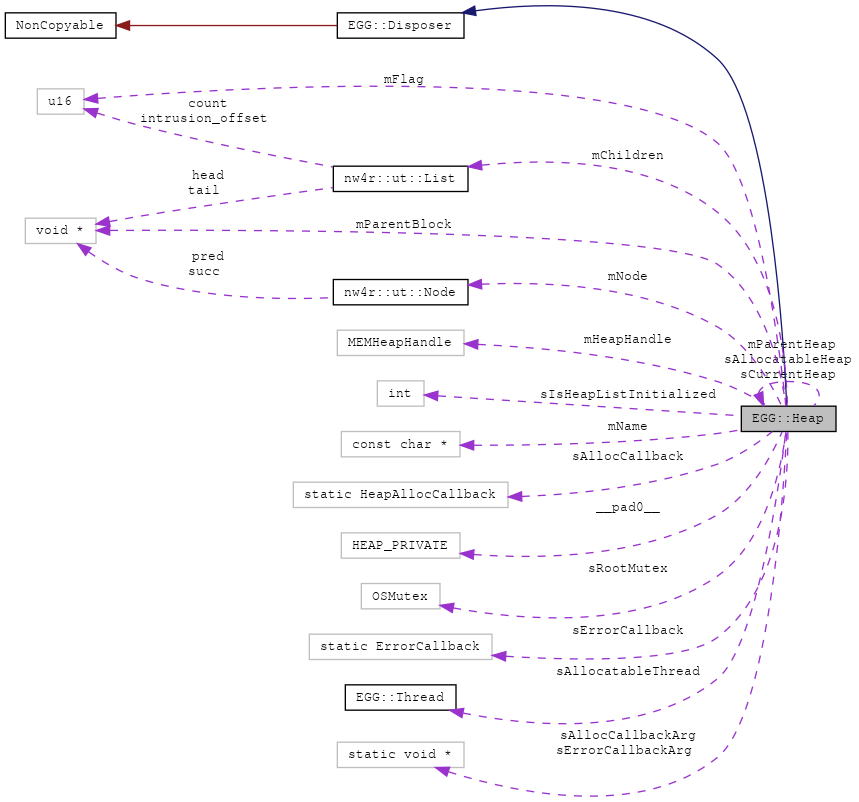 NonCopyable
EGG::Disposer
mFlag
u16
count
intrusion_offset
mChildren
nw4r::ut::List
head
tail
void *
mParentBlock
pred
succ
mNode
nw4r::ut::Node
mHeapHandle
MEMHeapHandle
mParentHeap
sAllocatableHeap
sCurrentHeap
int
sIsHeapListInitialized
EGG::Heap
mName
const char *
sAllocCallback
static HeapAllocCallback
__pad0__
HEAP_PRIVATE
sRootMutex
OSMutex
sErrorCallback
static ErrorCallback
sAllocatableThread
EGG::Thread
sAllocCallbackArg
sErrorCallbackArg
static void *